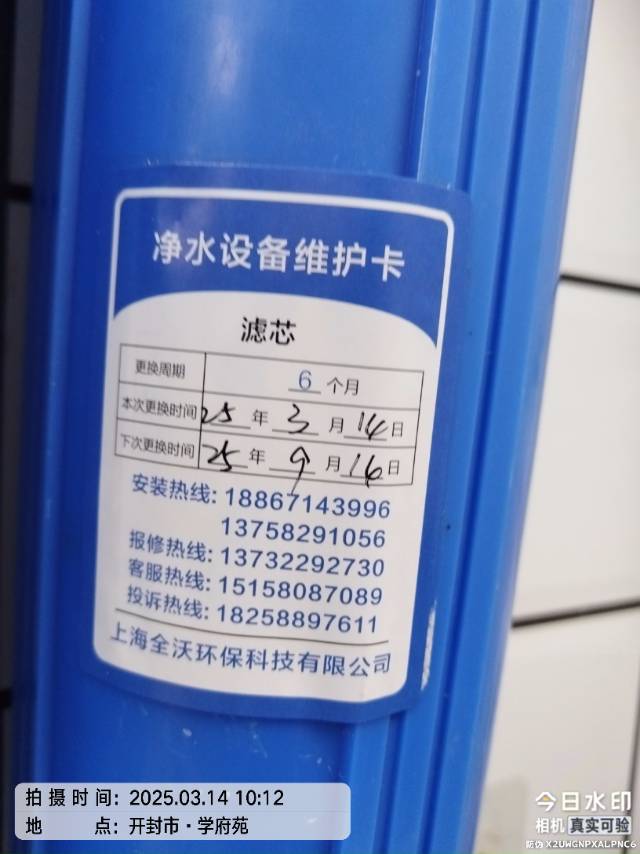 净水设备维护卡
滤芯
更换周期 6 个月
本次更换时间 25 年 3 月 14 日
下次更换时间 25 年 9 月 14 日
安装热线: 18867143996
13758291056
报修热线: 13732292730
客服热线: 15158087089
投诉热线: 18258897611
上海全沃环保科技有限公司
拍摄时间: 2025.03.14 10:12
地点: 开封市·学府苑
今日水印
相机 真实可验
防伪 X2UWGNPXALPNC6